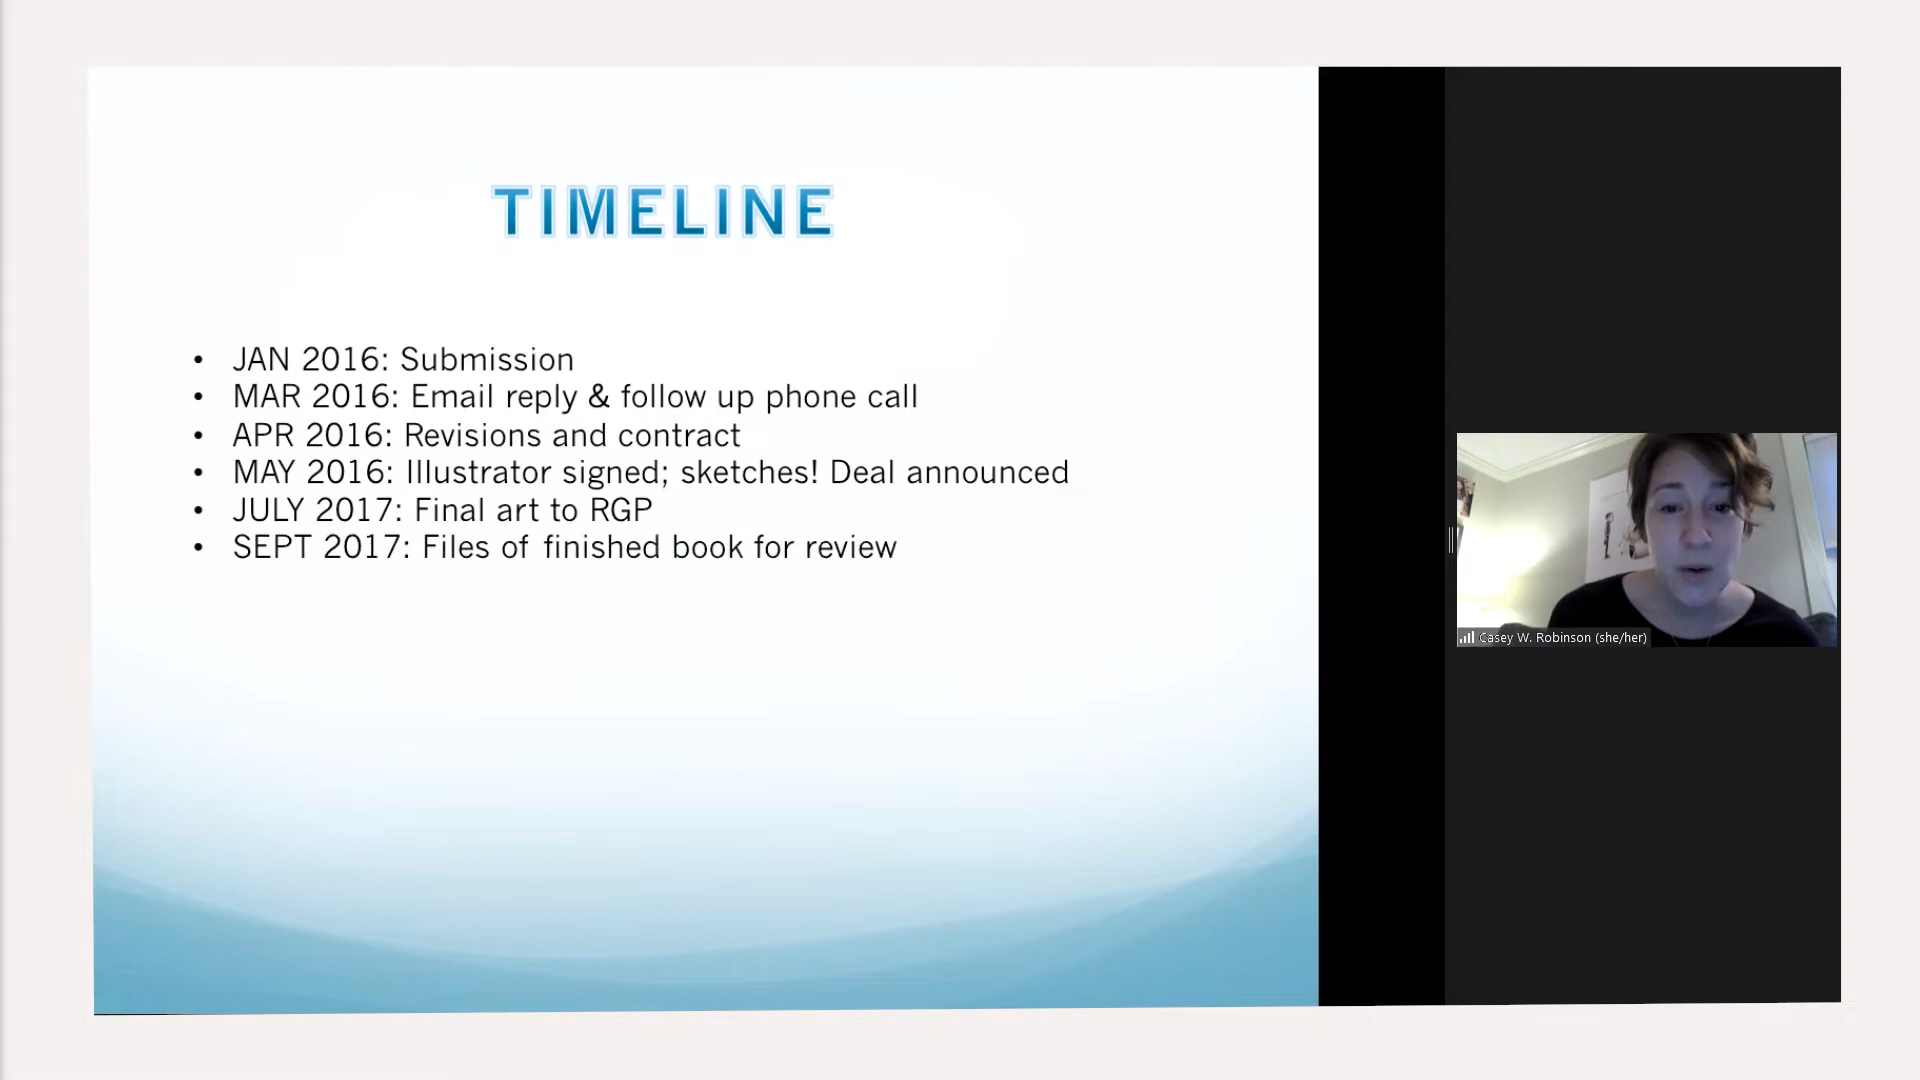 TIMELINE
• JAN 2016: Submission
• MAR 2016: Email reply & follow up phone call
• APR 2016: Revisions and contract
• MAY 2016: Illustrator signed; sketches! Deal announced
• JULY 2017: Final art to RGP
• SEPT 2017: Files of finished book for review
Casey W. Robinson (she/her)